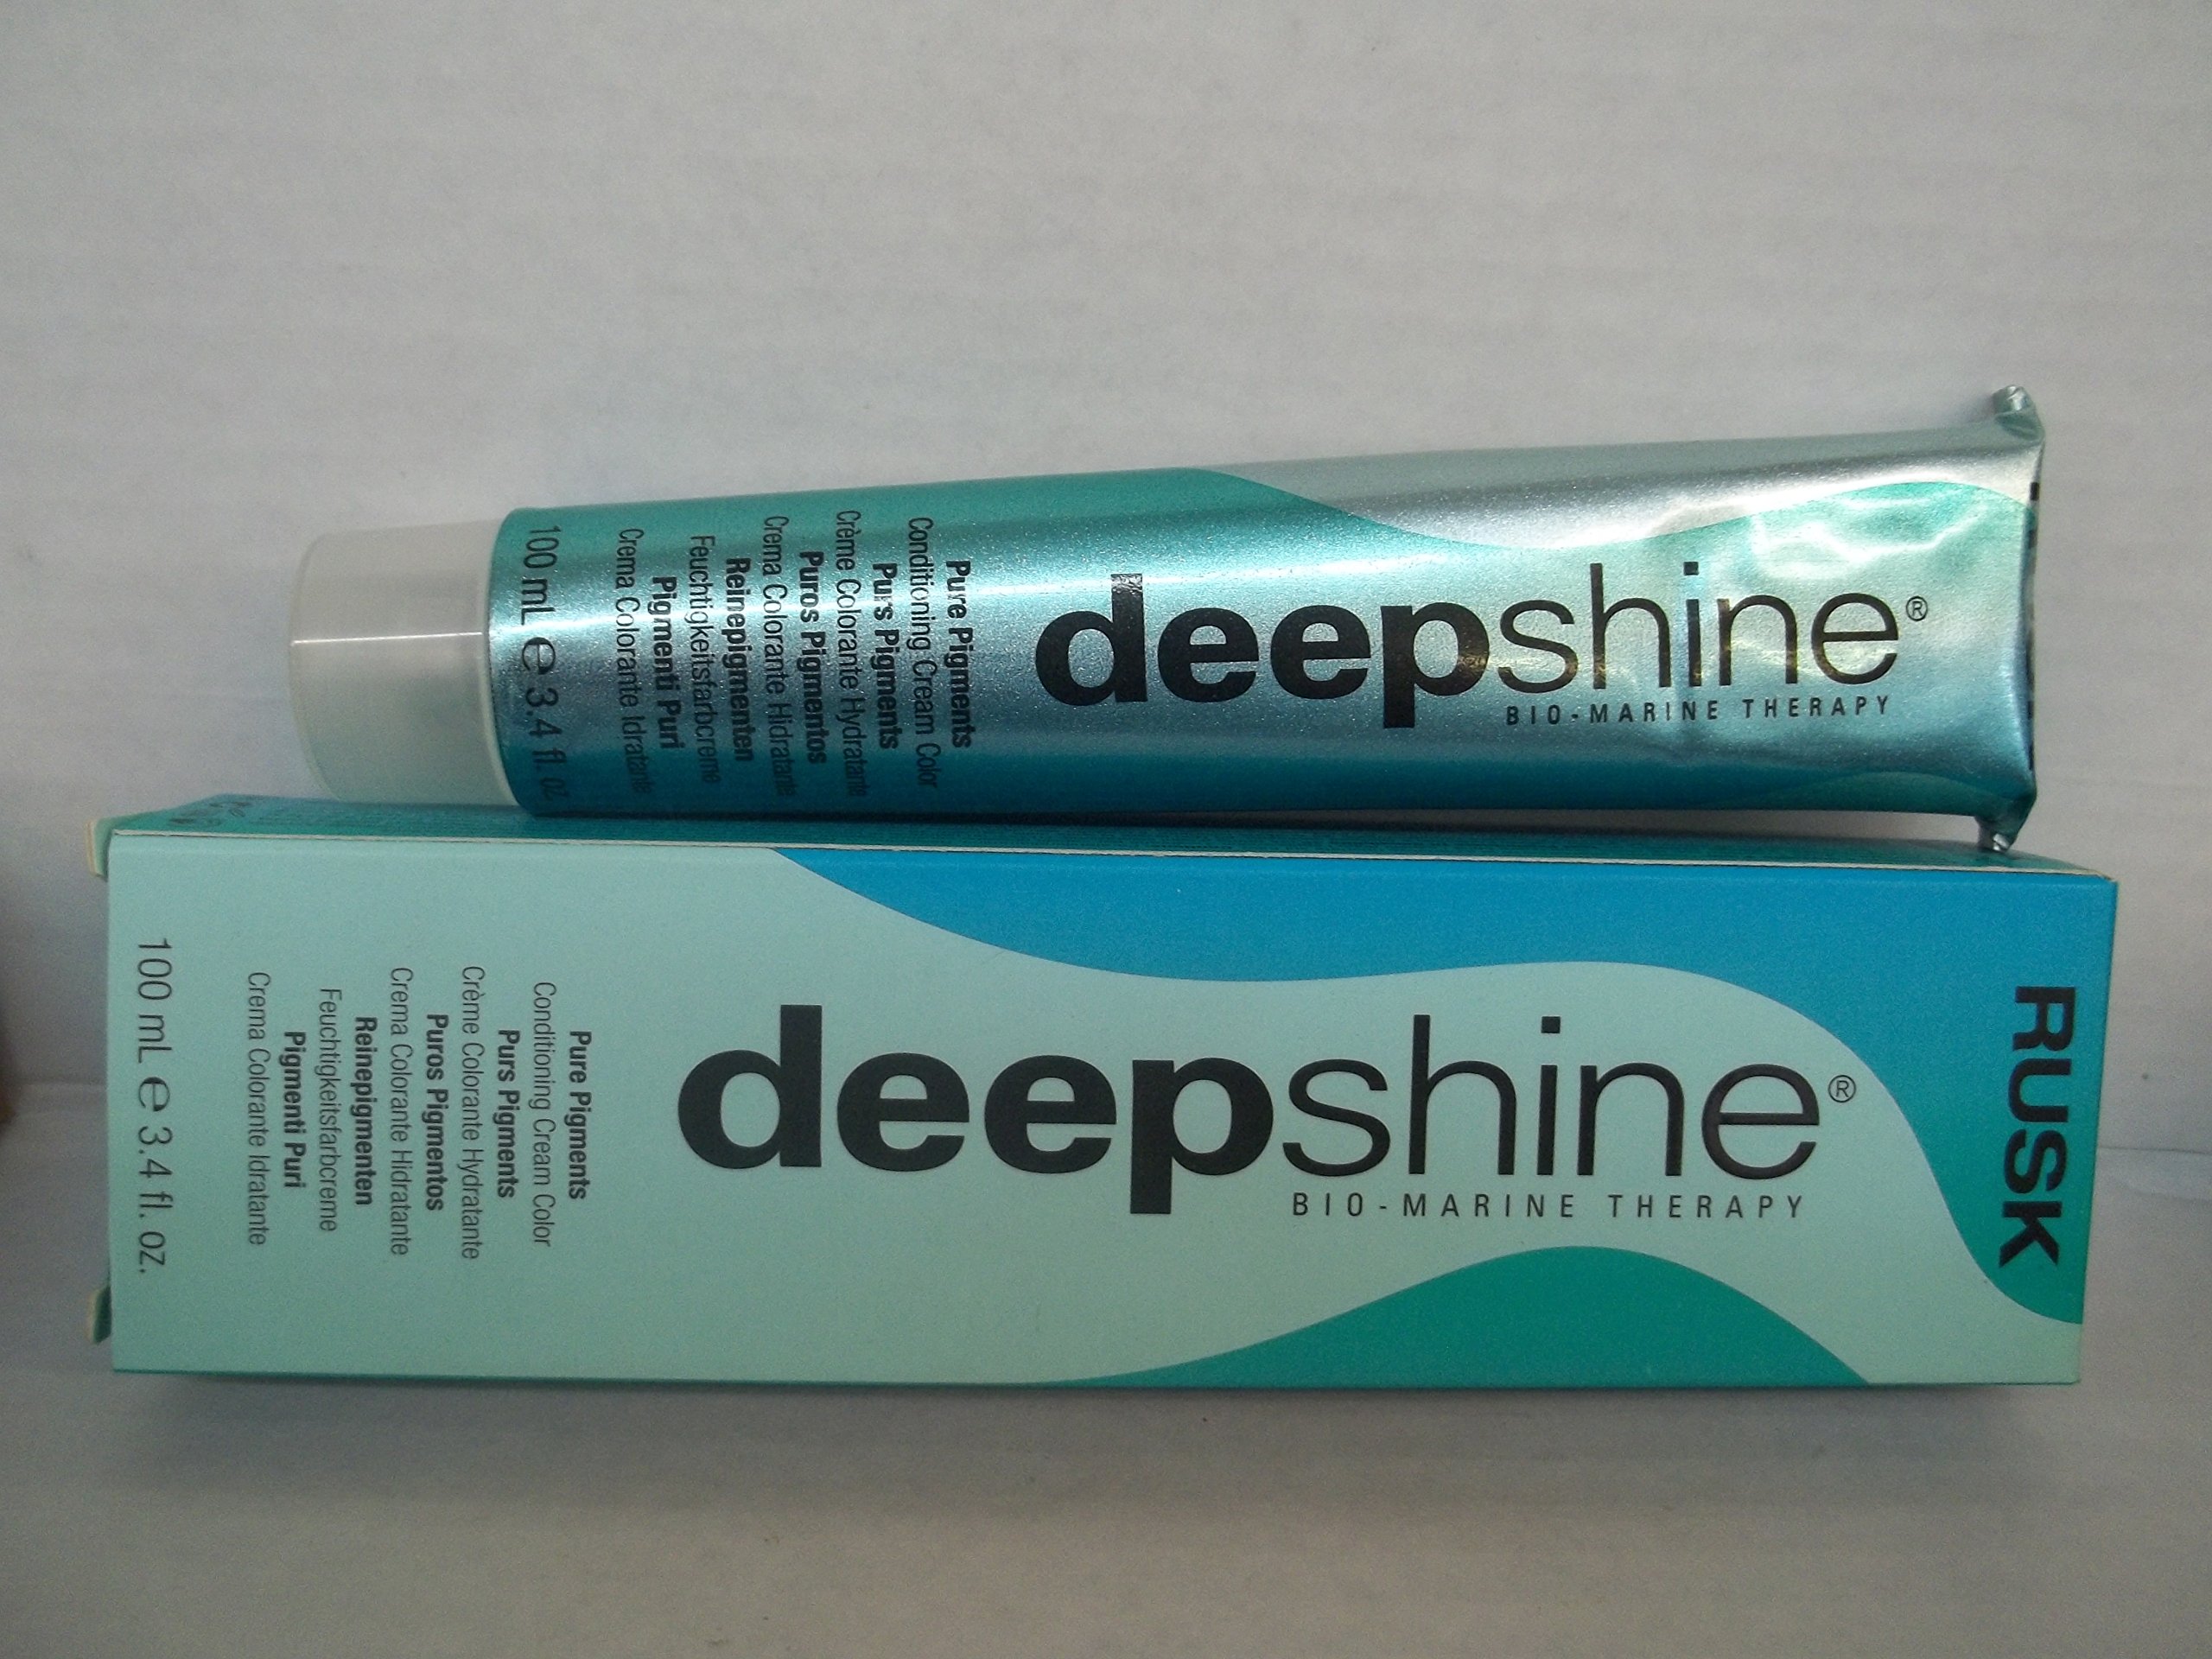 deepshine®
BIO-MARINE THERAPY
Pure Pigments
Conditioning Cream Color
Purs Pigments
Crème Colorante Hydratante
Puros Pigmentos
Crema Colorante Hidratante
Reinepigmenten
Feuchtigkeitsfarbcreme
Pigmenti Puri
Crema Colorante Idratante
100 mL e 3.4 fl. oz.
RUSK
deepshine®
BIO-MARINE THERAPY
Pure Pigments
Conditioning Cream Color
Purs Pigments
Crème Colorante Hydratante
Puros Pigmentos
Crema Colorante Hidratante
Reinepigmenten
Feuchtigkeitsfarbcreme
Pigmenti Puri
Crema Colorante Idratante
100 mL e 3.4 fl. oz.